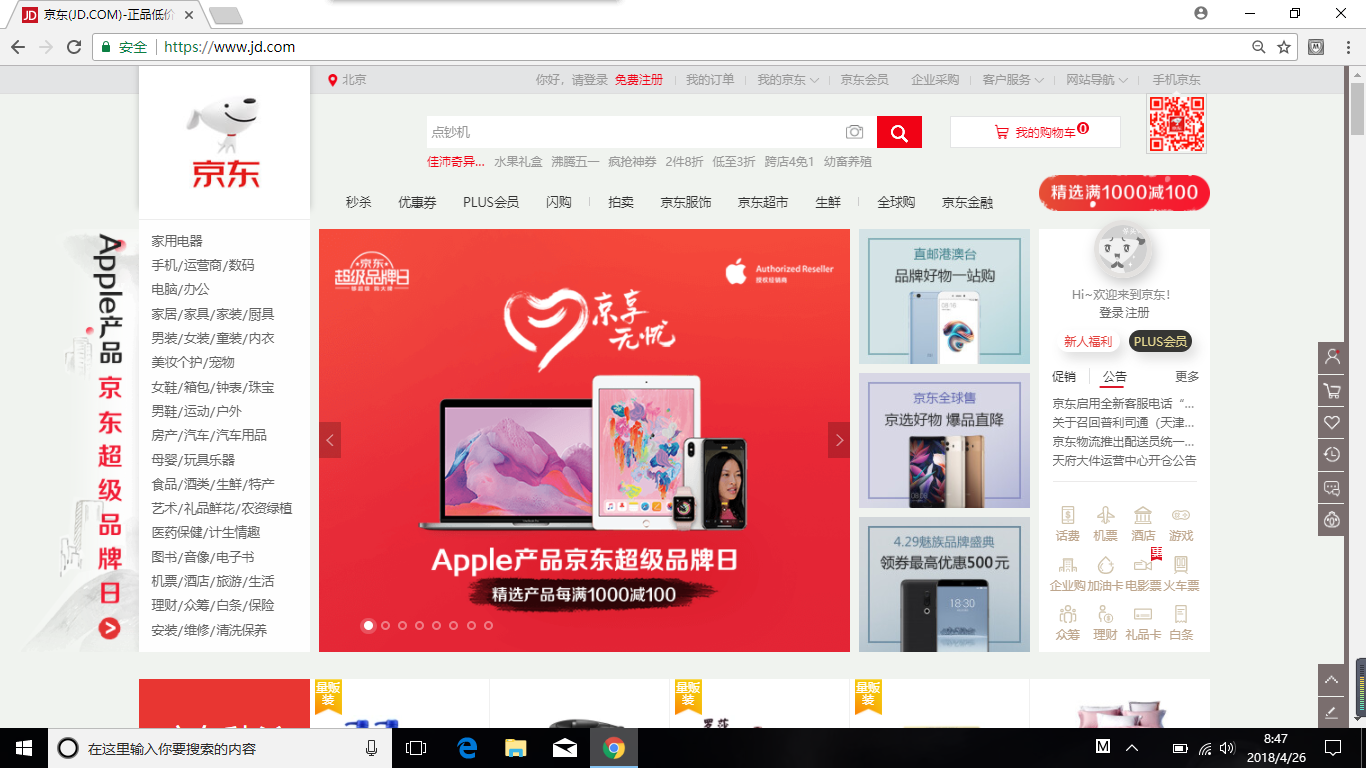 京东(JD.COM)-正品低价
安全
https://www.jd.com
北京
你好，请登录 免费注册
我的订单
我的京东
京东会员
企业采购
客户服务
网站导航
手机京东
京东
点钞机
我的购物车 0
佳沛奇异... 水果礼盒 沸腾五一 疯抢神券 2件8折 低至3折 跨店4免1 幼畜养殖
秒杀 优惠券 PLUS会员 闪购 拍卖 京东服饰 京东超市 生鲜 全球购 京东金融
精选满1000减100
Apple产品 京东超级品牌日
家用电器
手机/运营商/数码
电脑/办公
家居/家具/家装/厨具
男装/女装/童装/内衣
美妆个护/宠物
女鞋/箱包/钟表/珠宝
男鞋/运动/户外
房产/汽车/汽车用品
母婴/玩具乐器
食品/酒类/生鲜/特产
艺术/礼品鲜花/农资绿植
医药保健/计生情趣
图书/音像/电子书
机票/酒店/旅游/生活
理财/众筹/白条/保险
安装/维修/清洗保养
京东
超级品牌日
Authorized Reseller
授权经销商
京享
无忧
Apple产品京东超级品牌日
精选产品每满1000减100
直邮港澳台
品牌好物一站购
08:18
京东全球售
京选好物 爆品直降
08:08
4.29魅族品牌盛典
领券最高优惠500元
18:30
Hi~欢迎来到京东!
登录 注册
新人福利
PLUS会员
促销
公告
更多
京东启用全新客服电话“...
关于召回普利司通（天津...
京东物流推出配送员统一...
天府大件运营中心开仓公告
话费 机票 酒店 游戏
企业购 加油卡 电影票 火车票
众筹 理财 礼品卡 白条
量贩装
量贩装
量贩装
在这里输入你要搜索的内容
M
8:47
2018/4/26